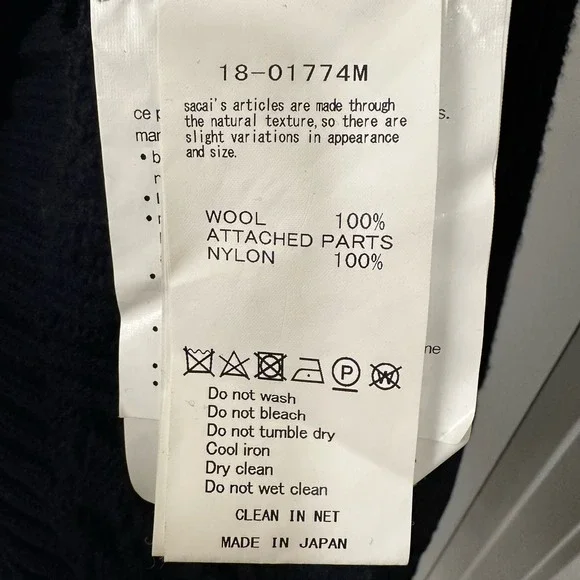 18-01774M
sacai's articles are made through
the natural texture, so there are
slight variations in appearance
and size.
WOOL 100%
ATTACHED PARTS
NYLON 100%
P W
Do not wash
Do not bleach
Do not tumble dry
Cool iron
Dry clean
Do not wet clean
CLEAN IN NET
MADE IN JAPAN